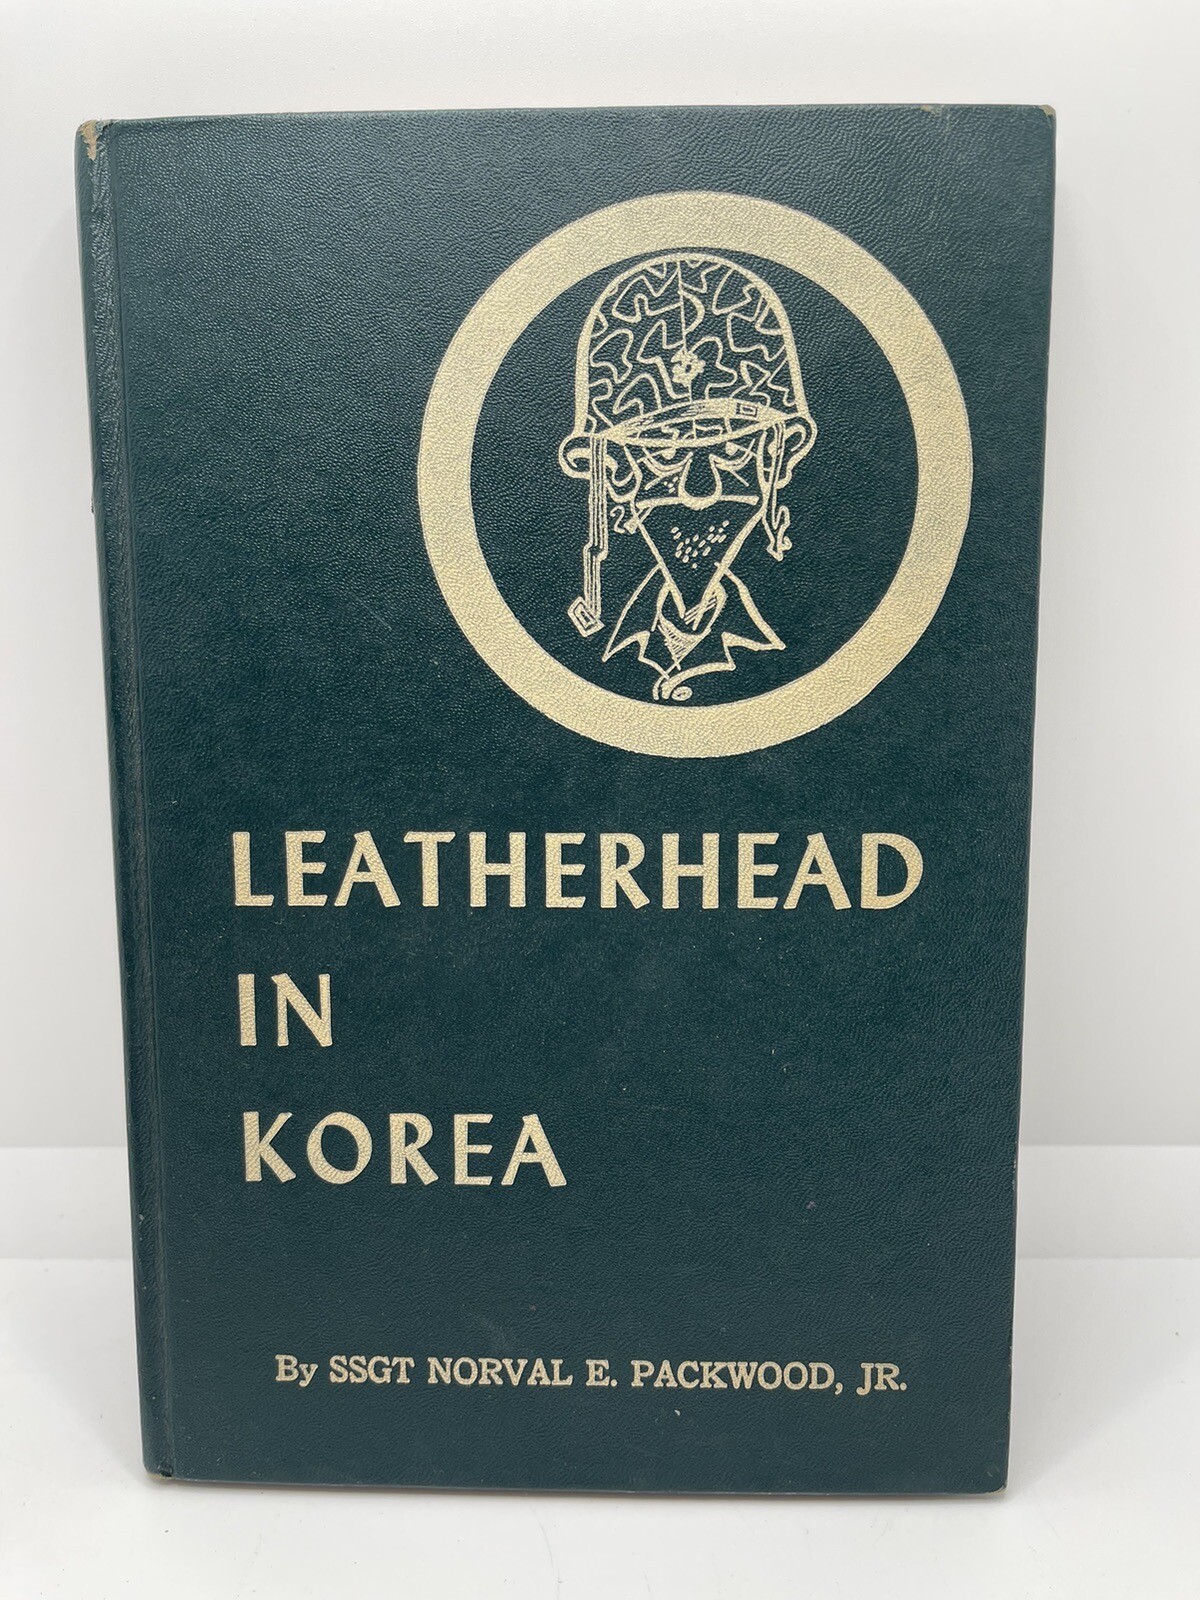 LEATHERHEAD
IN
KOREA
By SSGT NORVAL E. PACKWOOD, JR.